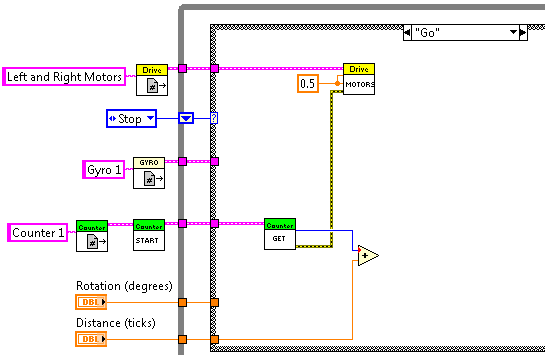 "Go"
Left and Right Motors
Drive
#
Drive
MOTORS
0.5
Stop
?
Gyro 1
GYRO
#
Counter 1
Counter
#
Counter
START
Counter
GET
+
Rotation (degrees)
DBL
Distance (ticks)
DBL